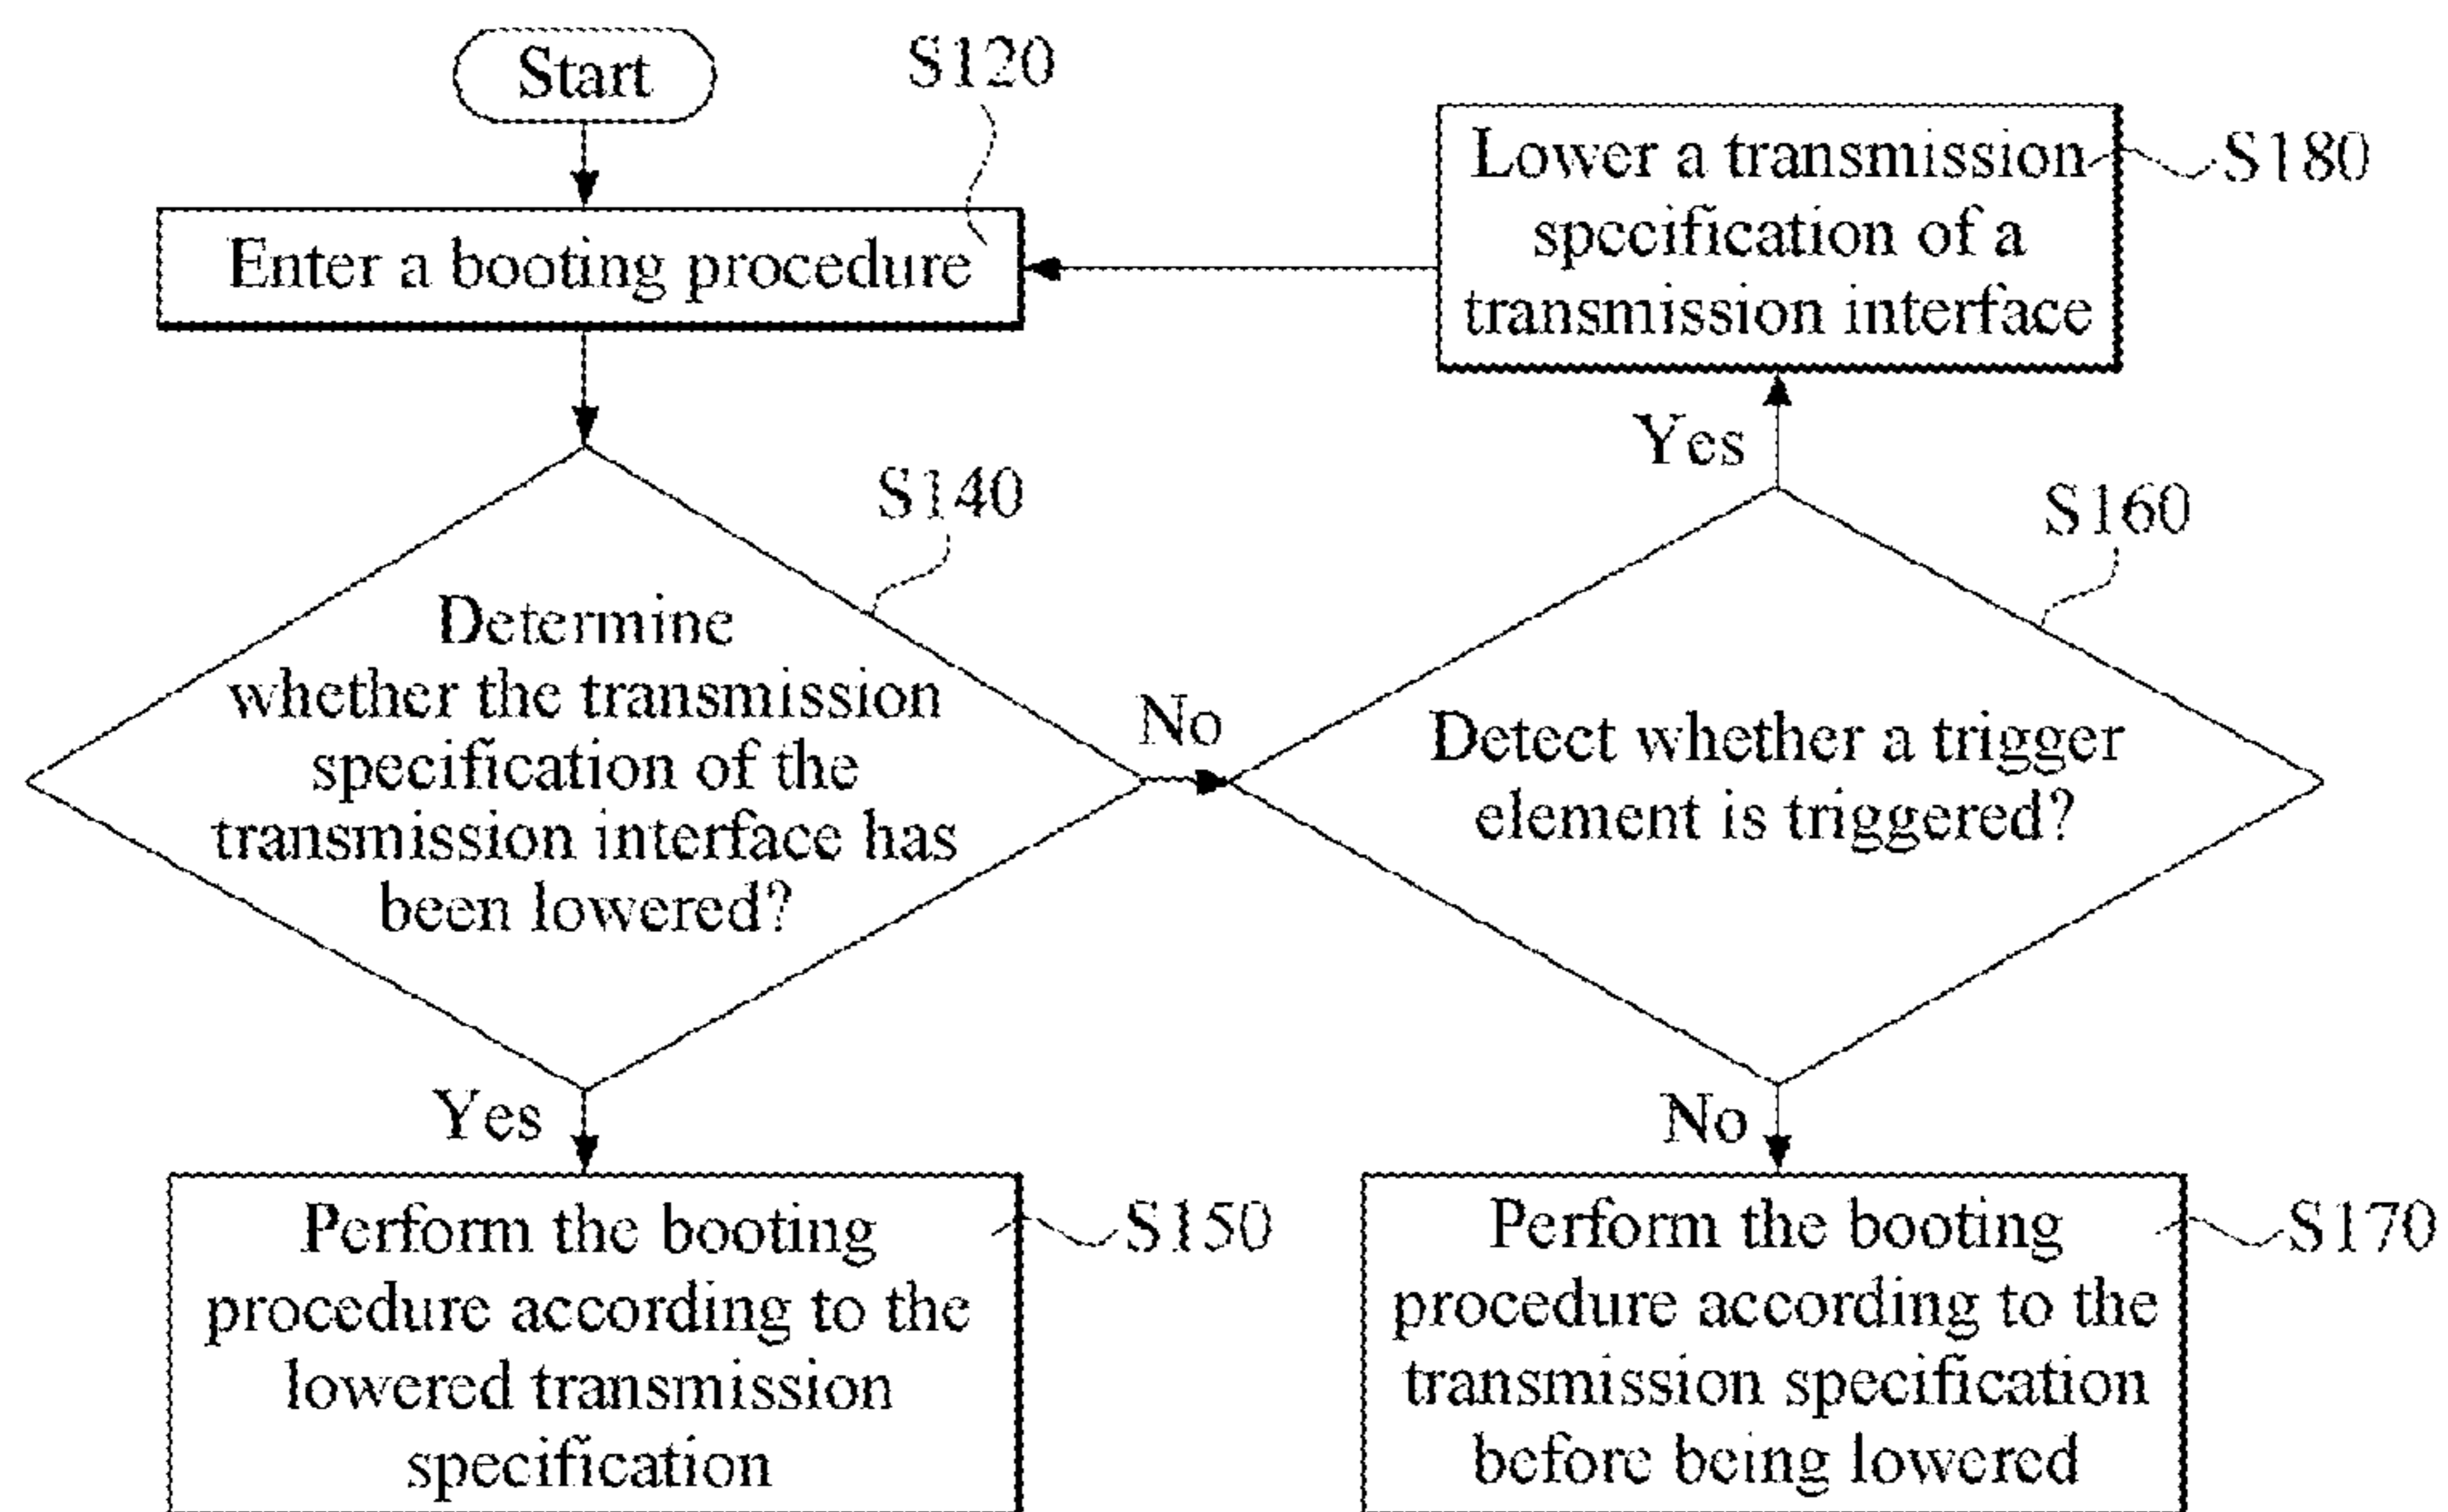 Start
S120
Enter a booting procedure
Lower a transmission
specification of a
transmission interface
S180
Yes
S140
S160
Determine
whether the transmission
specification of the
transmission interface has
been lowered?
No
Detect whether a trigger
element is triggered?
Yes
No
Perform the booting
procedure according to the
lowered transmission
specification
S150
Perform the booting
procedure according to the
transmission specification
before being lowered
S170